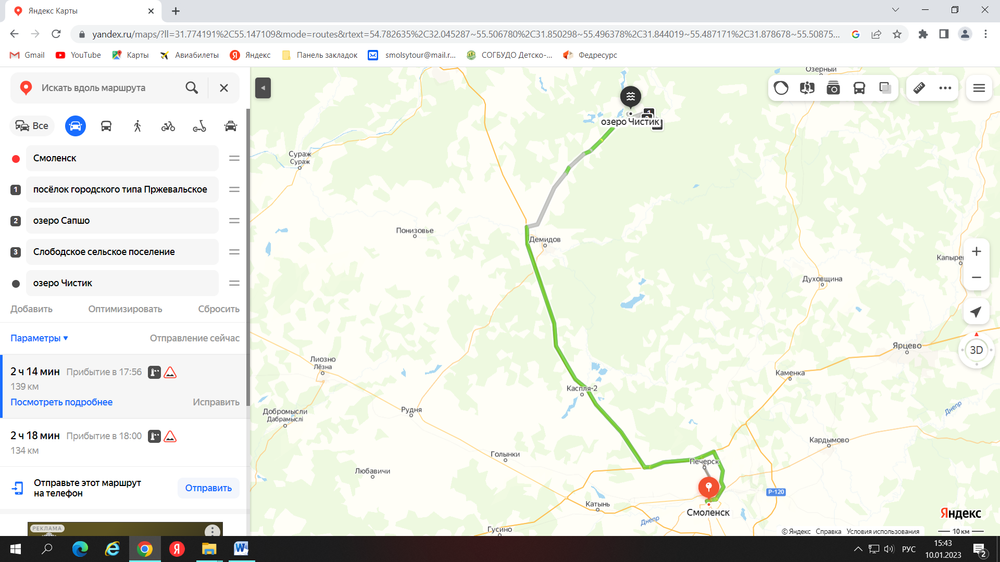 Яндекс Карты
yandex.ru/maps/?ll=31.774191%2C55.147109&mode=routes&rtext=54.782635%2C32.045287~55.506780%2C31.850298~55.496378%2C31.844019~55.487171%2C31.878678~55.50875...
Gmail
YouTube
Карты
Авиабилеты
Яндекс
Панель закладок
smolsytour@mail.r...
СОГБУДО Детско-...
Федресурс
Искать вдоль маршрута
Все
Смоленск
1 посёлок городского типа Пржевальское
2 озеро Сапшо
3 Слободское сельское поселение
озеро Чистик
Добавить
Оптимизировать
Сбросить
Параметры
Отправление сейчас
2 ч 14 мин Прибытие в 17:56
139 км
Посмотреть подробнее
Исправить
2 ч 18 мин Прибытие в 18:00
134 км
Отправьте этот маршрут
на телефон
Отправить
РЕКЛАМА
Озерный
озеро Чистик
Сураж
Сураж
Понизовье
Демидов
Капыре
Духовщина
Ярцево
Лиозно
Лёзна
Каменка
Каспля-2
Добромысли
Дабрамыслі
Рудня
Днепр
Кардымово
Голынки
Печерск
Любавичи
Р-120
Катынь
Смоленск
Днепр
Гусино
3D
Яндекс
© Яндекс Справка Условия использования
10 км
РУС
15:43
10.01.2023
2